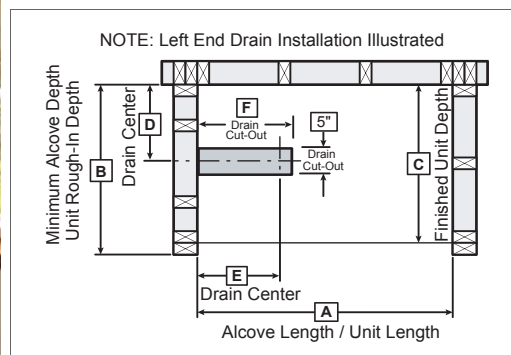 NOTE: Left End Drain Installation Illustrated
Minimum Alcove Depth
Unit Rough-In Depth
B
Drain Center
D
F
Drain
Cut-Out
5"
Drain
Cut-Out
C
Finished Unit Depth
E
Drain Center
A
Alcove Length / Unit Length